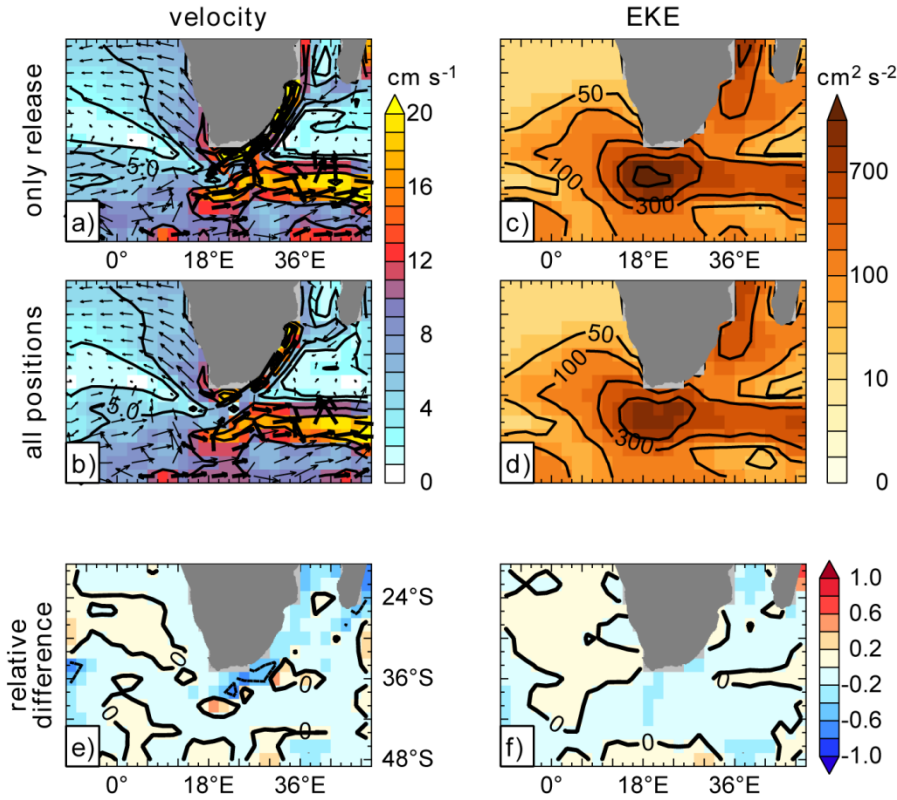 velocity EKE
only release
a)
5.0
0° 18°E 36°E
cm s⁻¹
20
16
12
8
4
0
c)
50
100
300
0° 18°E 36°E
cm² s⁻²
700
100
10
0
all positions
b)
5.0
d)
50
100
300
relative
difference
e)
0
0
0
0
24°S
36°S
48°S
0° 18°E 36°E
f)
0
0
0
0° 18°E 36°E
1.0
0.6
0.2
-0.2
-0.6
-1.0